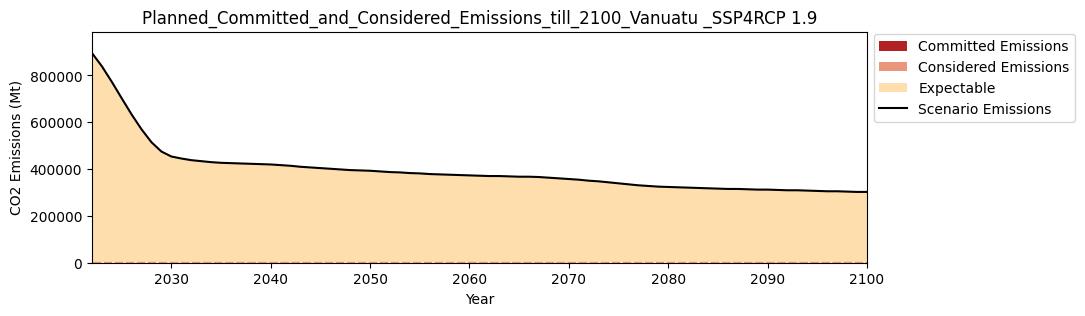 Planned_Committed_and_Considered_Emissions_till_2100_Vanuatu _SSP4RCP 1.9
Committed Emissions
Considered Emissions
Expectable
Scenario Emissions
CO2 Emissions (Mt)
800000
600000
400000
200000
0
2030 2040 2050 2060 2070 2080 2090 2100
Year